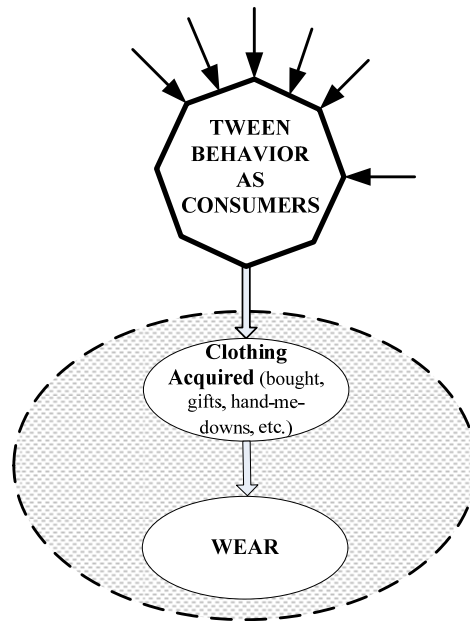 TWEEN
BEHAVIOR
AS
CONSUMERS
Clothing
Acquired (bought,
gifts, hand-me-
downs, etc.)
WEAR